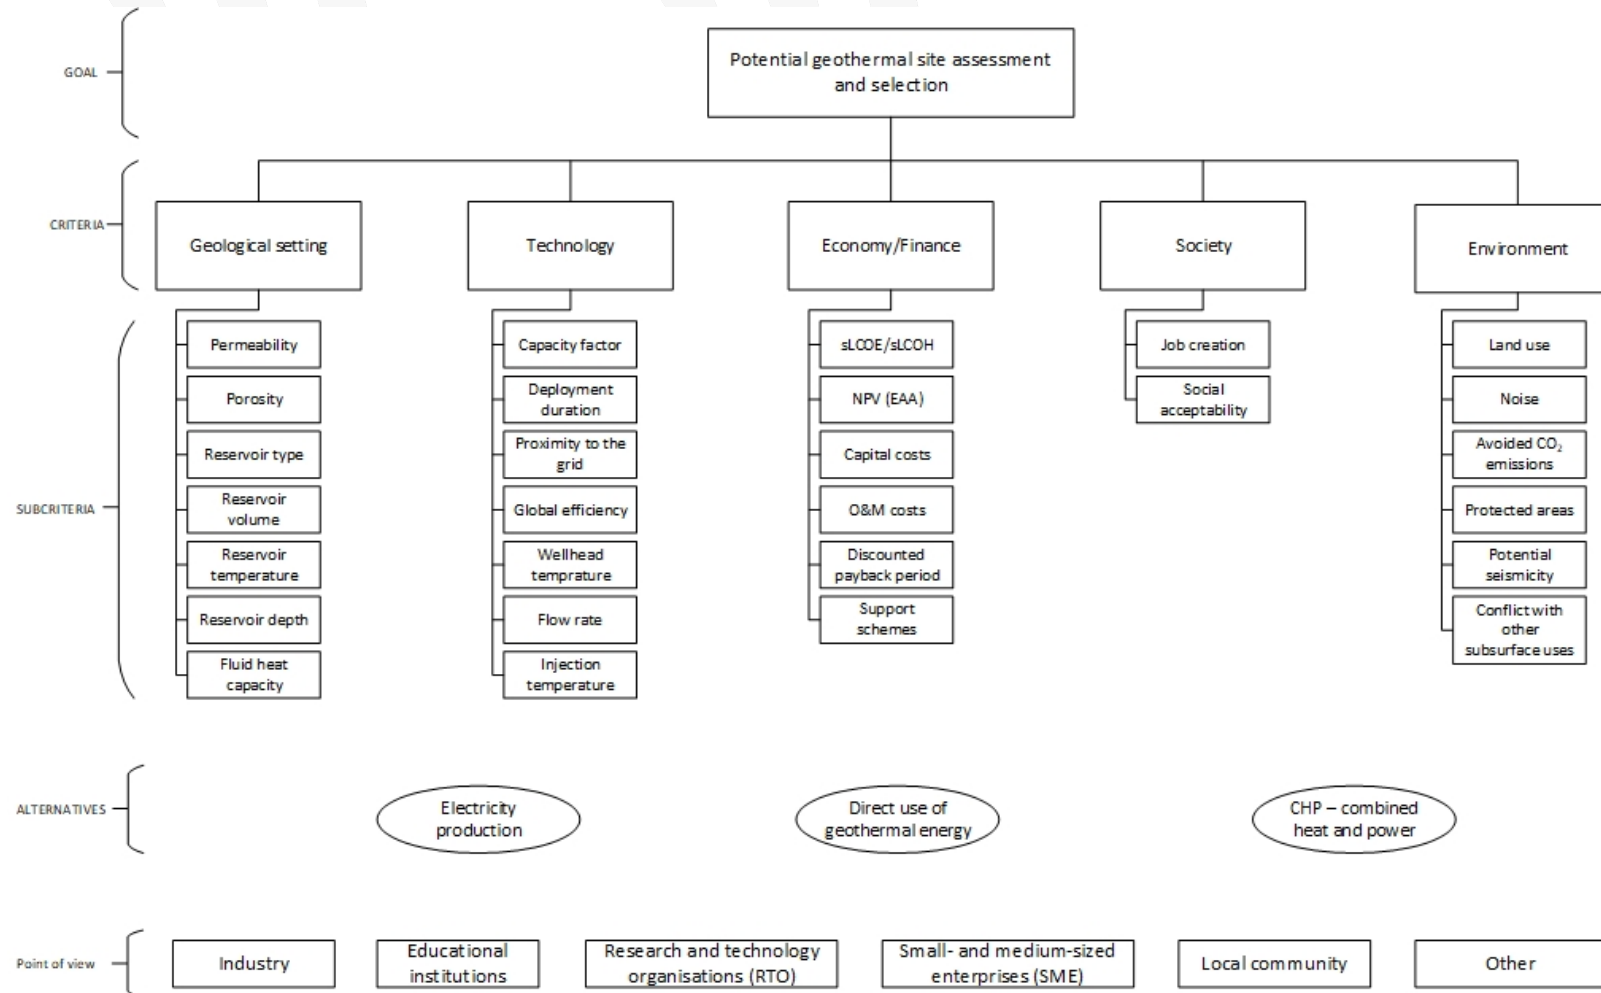 GOAL
Potential geothermal site assessment
and selection
CRITERIA
Geological setting
Technology
Economy/Finance
Society
Environment
SUBCRITERIA
Permeability
Porosity
Reservoir type
Reservoir
volume
Reservoir
temperature
Reservoir depth
Fluid heat
capacity
Capacity factor
Deployment
duration
Proximity to the
grid
Global efficiency
Wellhead
temprature
Flow rate
Injection
temperature
sLCOE/sLCOH
NPV (EAA)
Capital costs
O&M costs
Discounted
payback period
Support
schemes
Job creation
Social
acceptability
Land use
Noise
Avoided CO₂
emissions
Protected areas
Potential
seismicity
Conflict with
other
subsurface uses
ALTERNATIVES
Electricity
production
Direct use of
geothermal energy
CHP – combined
heat and power
Point of view
Industry
Educational
institutions
Research and technology
organisations (RTO)
Small- and medium-sized
enterprises (SME)
Local community
Other